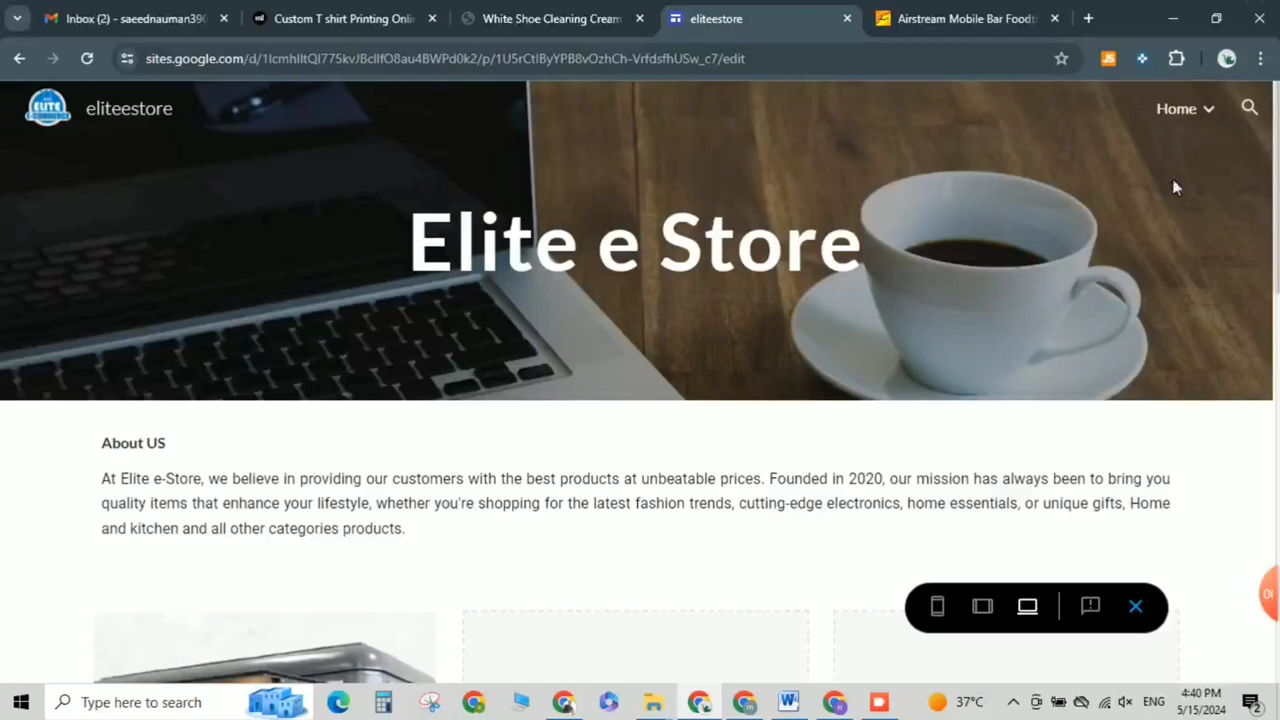 Inbox (2) - saeednauman390
Custom T shirt Printing Onli
White Shoe Cleaning Cream
eliteestore
Airstream Mobile Bar Foodt
sites.google.com/d/1lcmhlltQl775kvJBcllfO8au4BWPd0k2/p/1U5rCtlByYPB8vOzhCh-VrfdsfhUSw_c7/edit
ELITE
E-COMMERCE
eliteestore
Home
Elite e Store
About US
At Elite e-Store, we believe in providing our customers with the best products at unbeatable prices. Founded in 2020, our mission has always been to bring you
quality items that enhance your lifestyle, whether you're shopping for the latest fashion trends, cutting-edge electronics, home essentials, or unique gifts, Home
and kitchen and all other categories products.
Type here to search
37°C
ENG
4:40 PM
5/15/2024
2